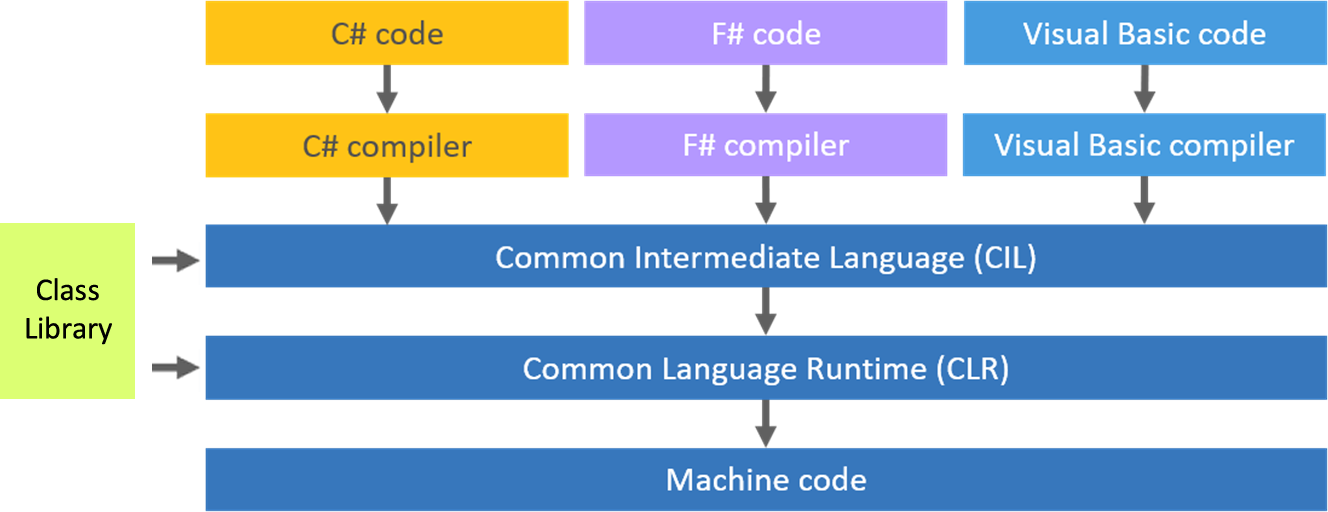 C# code
F# code
Visual Basic code
C# compiler
F# compiler
Visual Basic compiler
Class
Library
Common Intermediate Language (CIL)
Common Language Runtime (CLR)
Machine code